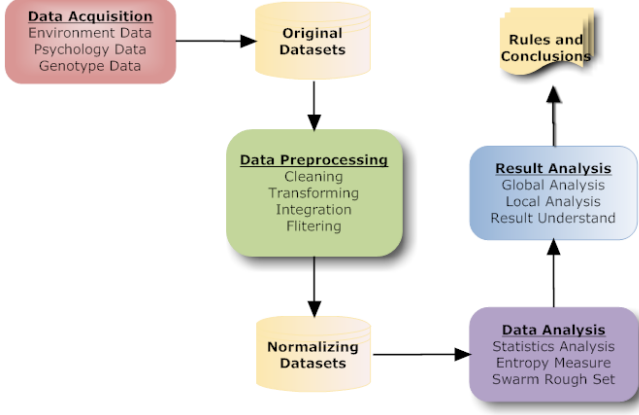 Data Acquisition
Environment Data
Psychology Data
Genotype Data
Original
Datasets
Data Preprocessing
Cleaning
Transforming
Integration
Flitering
Normalizing
Datasets
Data Analysis
Statistics Analysis
Entropy Measure
Swarm Rough Set
Result Analysis
Global Analysis
Local Analysis
Result Understand
Rules and
Conclusions